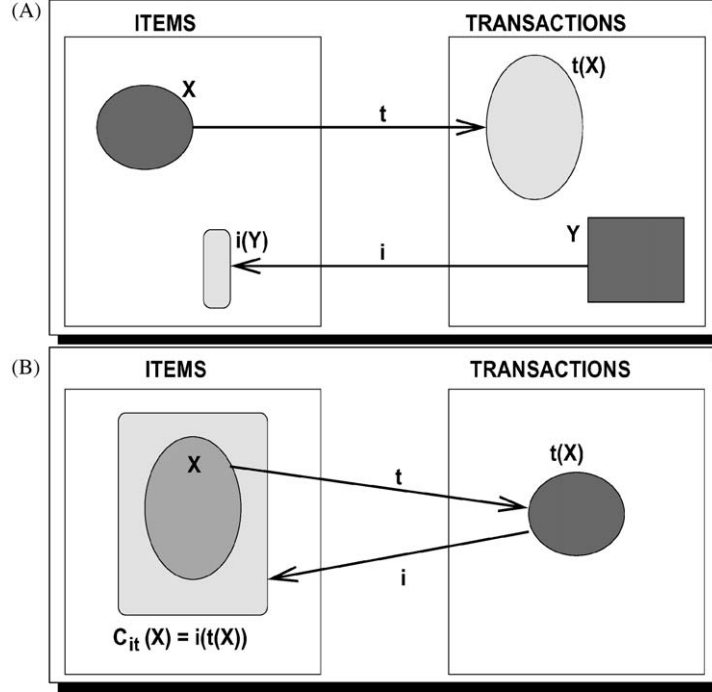 (A)
ITEMS TRANSACTIONS
X t(X)
t
i(Y) Y
i
(B)
ITEMS TRANSACTIONS
X t(X)
t
i
C_it (X) = i(t(X))